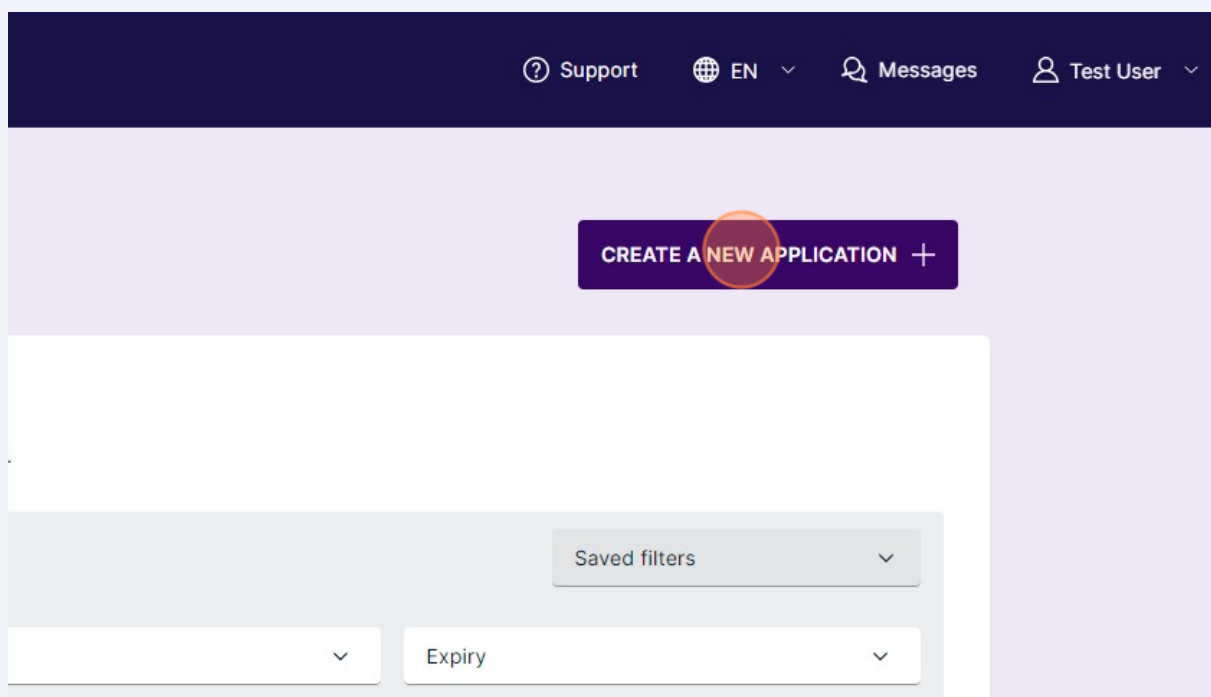 Support EN Messages Test User
CREATE A NEW APPLICATION
Saved filters
Expiry